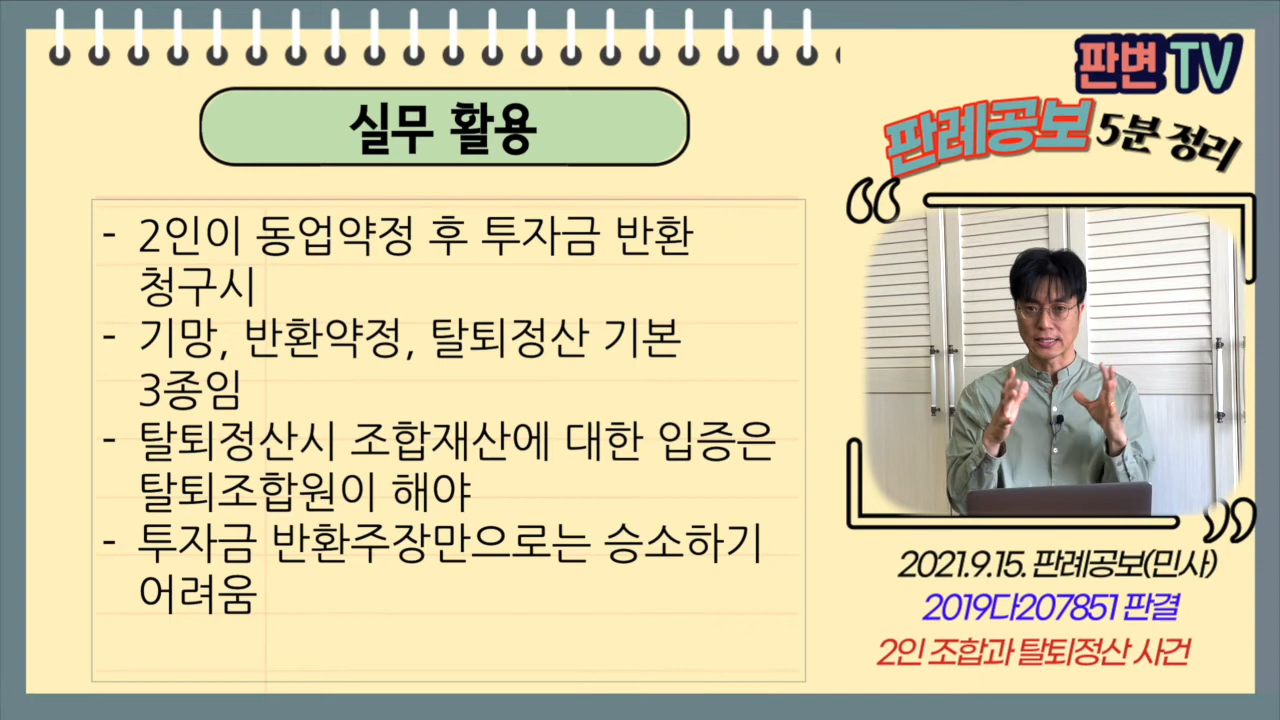 실무 활용
- 2인이 동업약정 후 투자금 반환
청구시
- 기망, 반환약정, 탈퇴정산 기본
3종임
- 탈퇴정산시 조합재산에 대한 입증은
탈퇴조합원이 해야
- 투자금 반환주장만으로는 승소하기
어려움
판변TV
판례공보 5분 정리
2021.9.15. 판례공보(민사)
2019다207851 판결
2인 조합과 탈퇴정산 사건